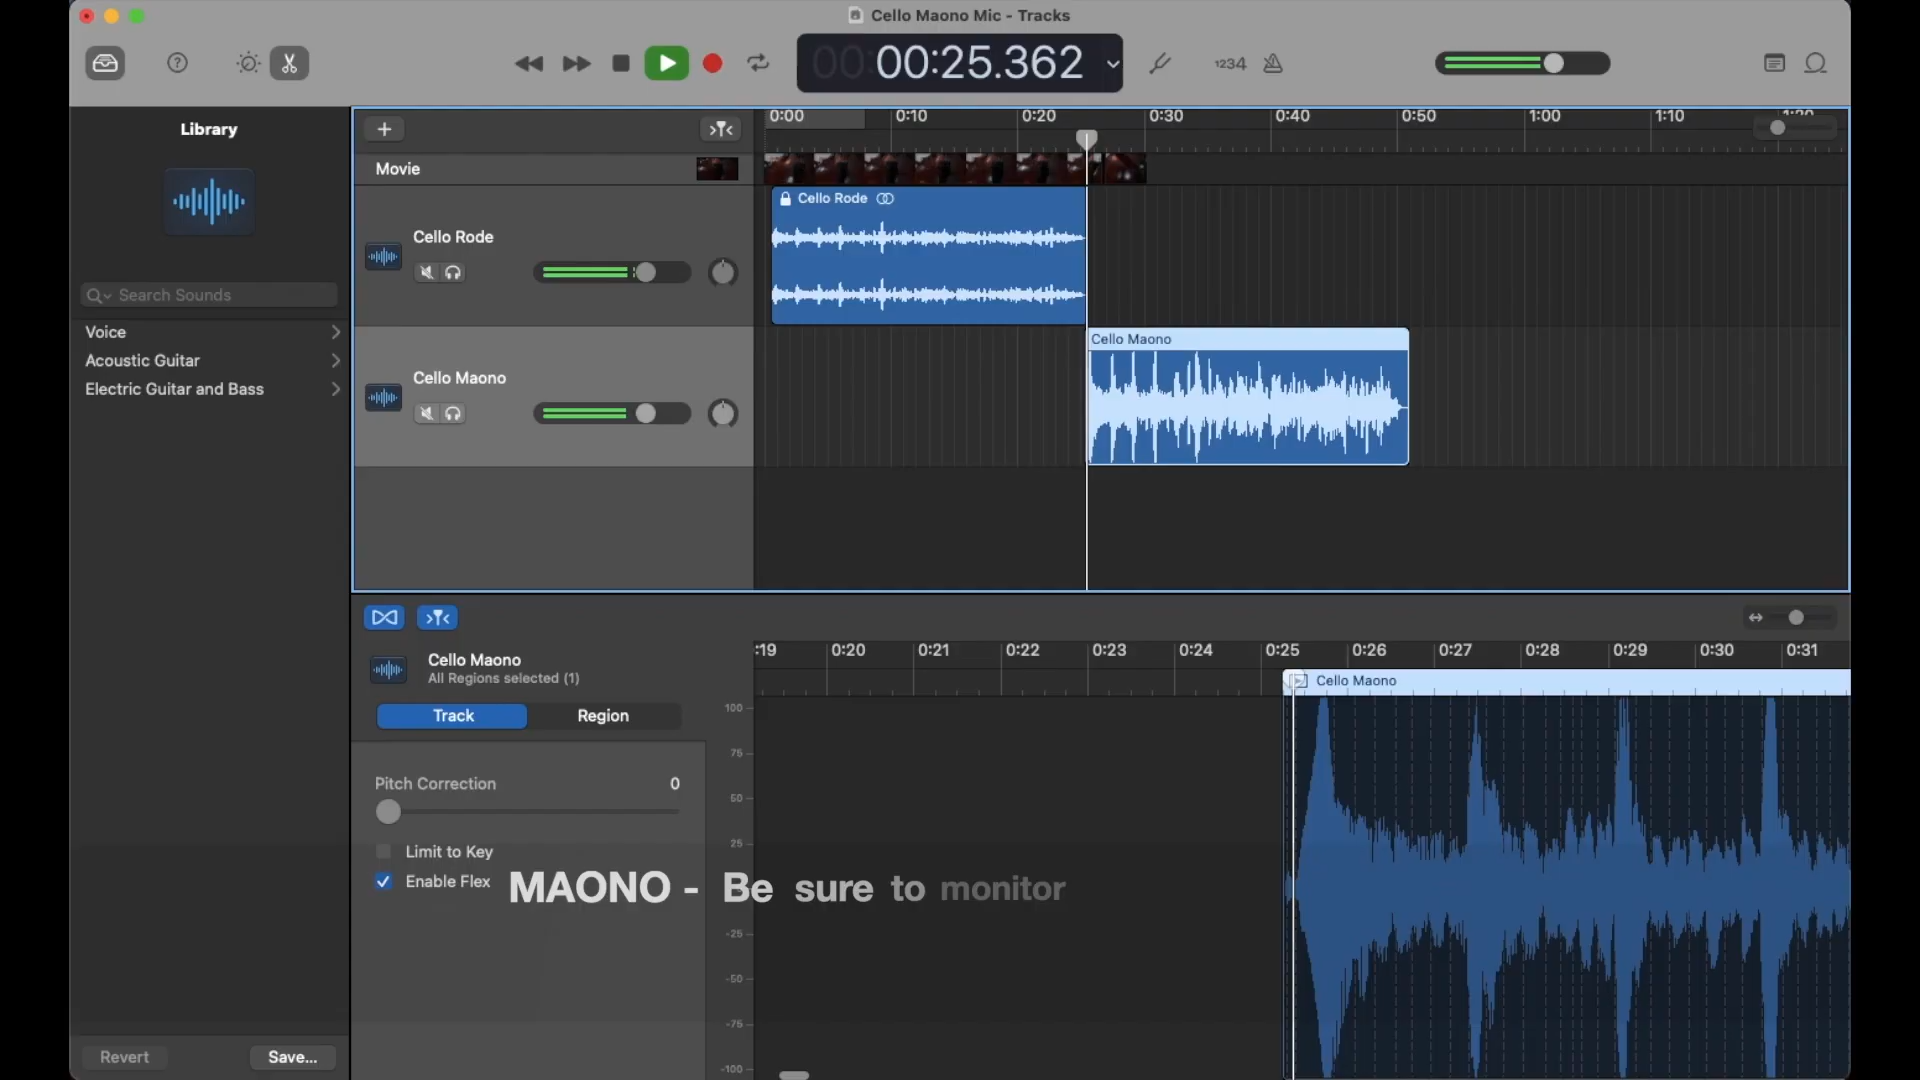 Cello Maono Mic - Tracks
00:00:25.362
1234
Library
Search Sounds
Voice
Acoustic Guitar
Electric Guitar and Bass
Revert
Save...
0:00 0:10 0:20 0:30 0:40 0:50 1:00 1:10 1:20
Movie
Cello Rode
Cello Rode
Cello Maono
Cello Maono
Cello Maono
All Regions selected (1)
Track Region
Pitch Correction 0
Limit to Key
Enable Flex
MAONO - Be sure to monitor
:19 0:20 0:21 0:22 0:23 0:24 0:25 0:26 0:27 0:28 0:29 0:30 0:31
Cello Maono
100
75
50
25
-25
-50
-75
-100